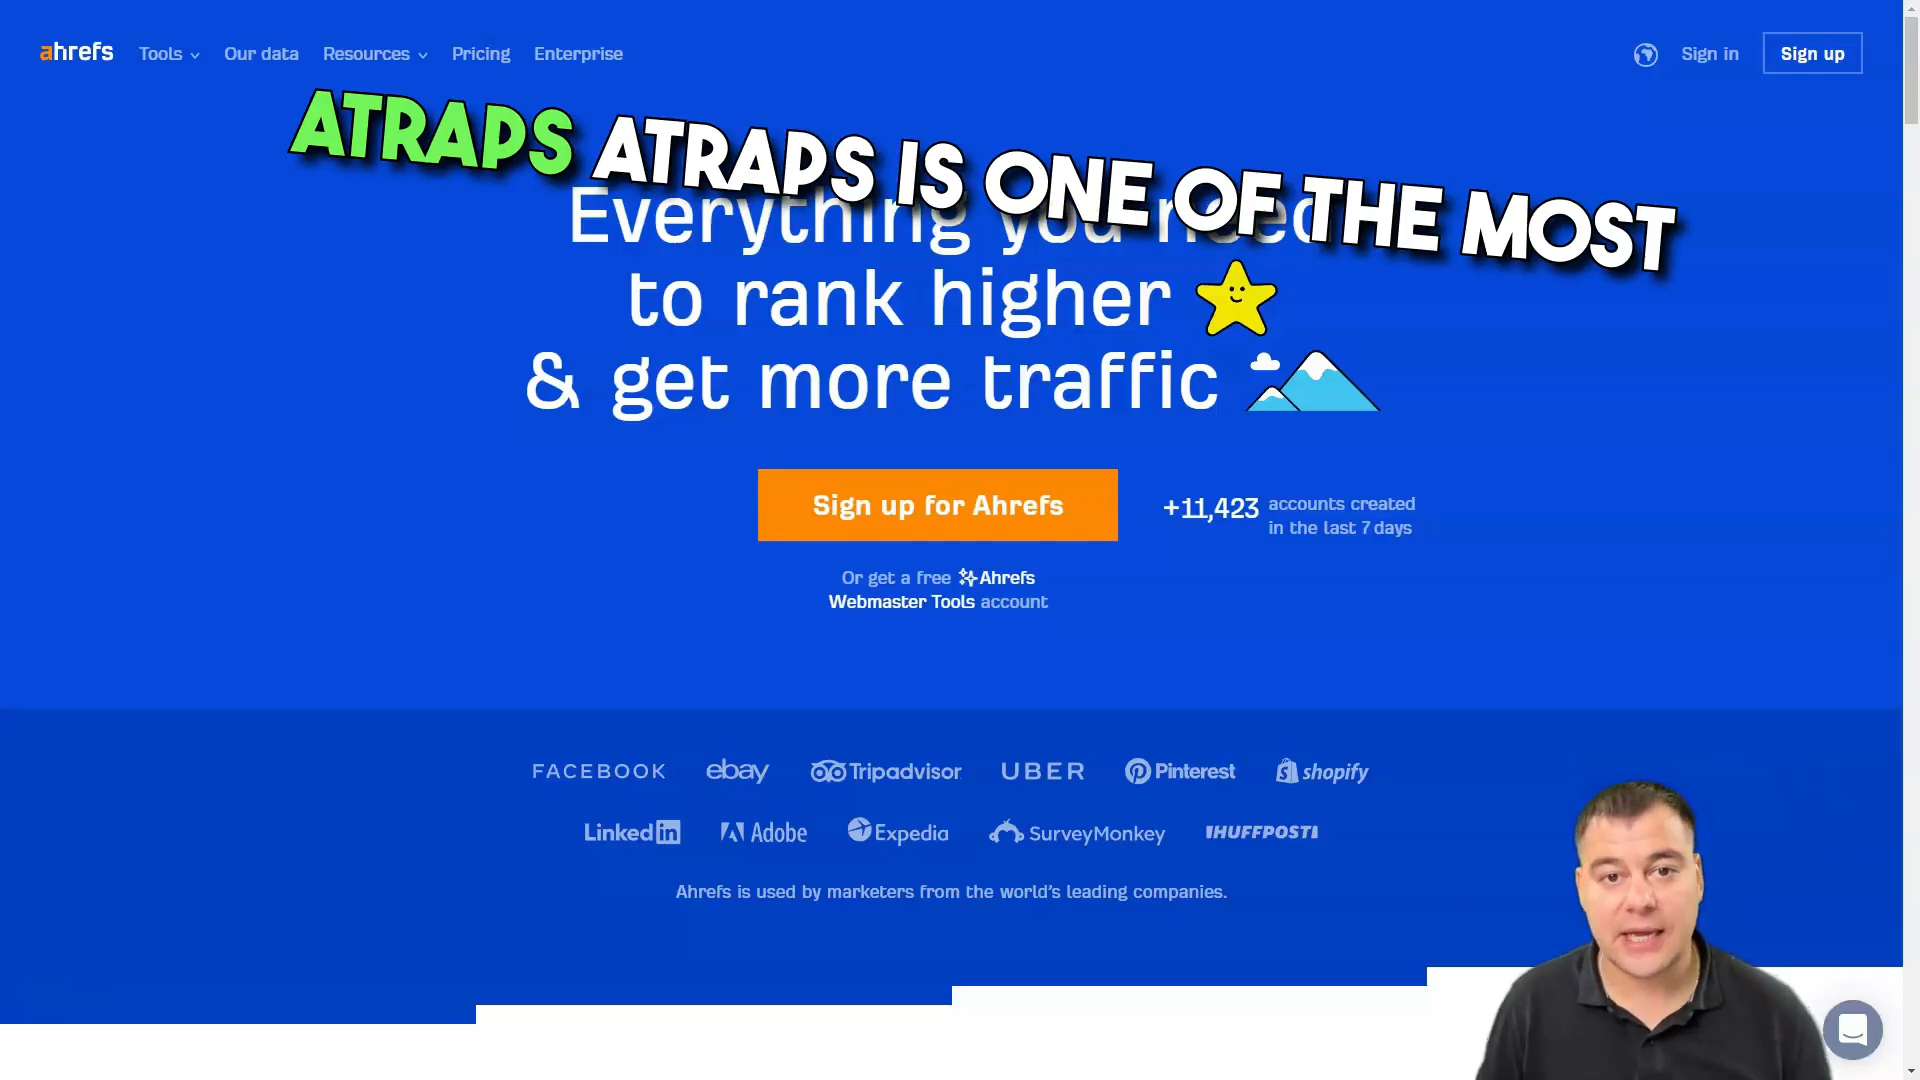 ahrefs Tools Our data Resources Pricing Enterprise Sign in Sign up
ATRAPS ATRAPS IS ONE OF THE MOST
Everything you need
to rank higher
& get more traffic
Sign up for Ahrefs
+11,423 accounts created
in the last 7 days
Or get a free Ahrefs
Webmaster Tools account
FACEBOOK ebay Tripadvisor UBER Pinterest shopify
LinkedIn Adobe Expedia SurveyMonkey HUFFPOST
Ahrefs is used by marketers from the world's leading companies.